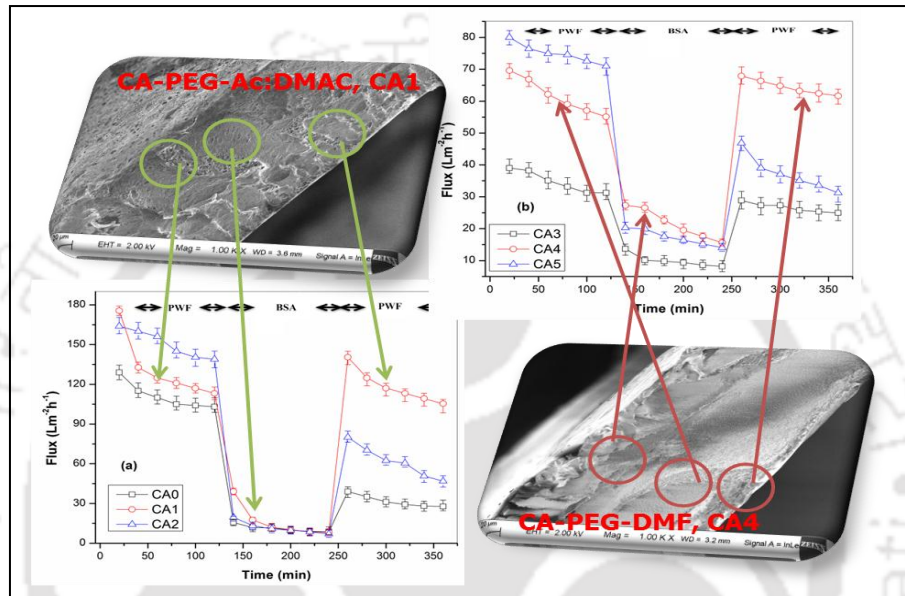 CA-PEG-Ac:DMAC, CA1
EHT = 2.00 kV Mag = 1.00 K X WD = 3.6 mm Signal A = InLe
(b)
PWF BSA PWF
Flux (Lm⁻²h⁻¹)
80
70
60
50
40
30
20
10
CA3
CA4
CA5
0 50 100 150 200 250 300 350
Time (min)
(a)
PWF BSA PWF
Flux (Lm⁻²h⁻¹)
180
150
120
90
60
30
0
CA0
CA1
CA2
0 50 100 150 200 250 300 350
Time (min)
CA-PEG-DMF, CA4
EHT = 2.00 kV Mag = 1.00 K X WD = 3.2 mm Signal A = InLe